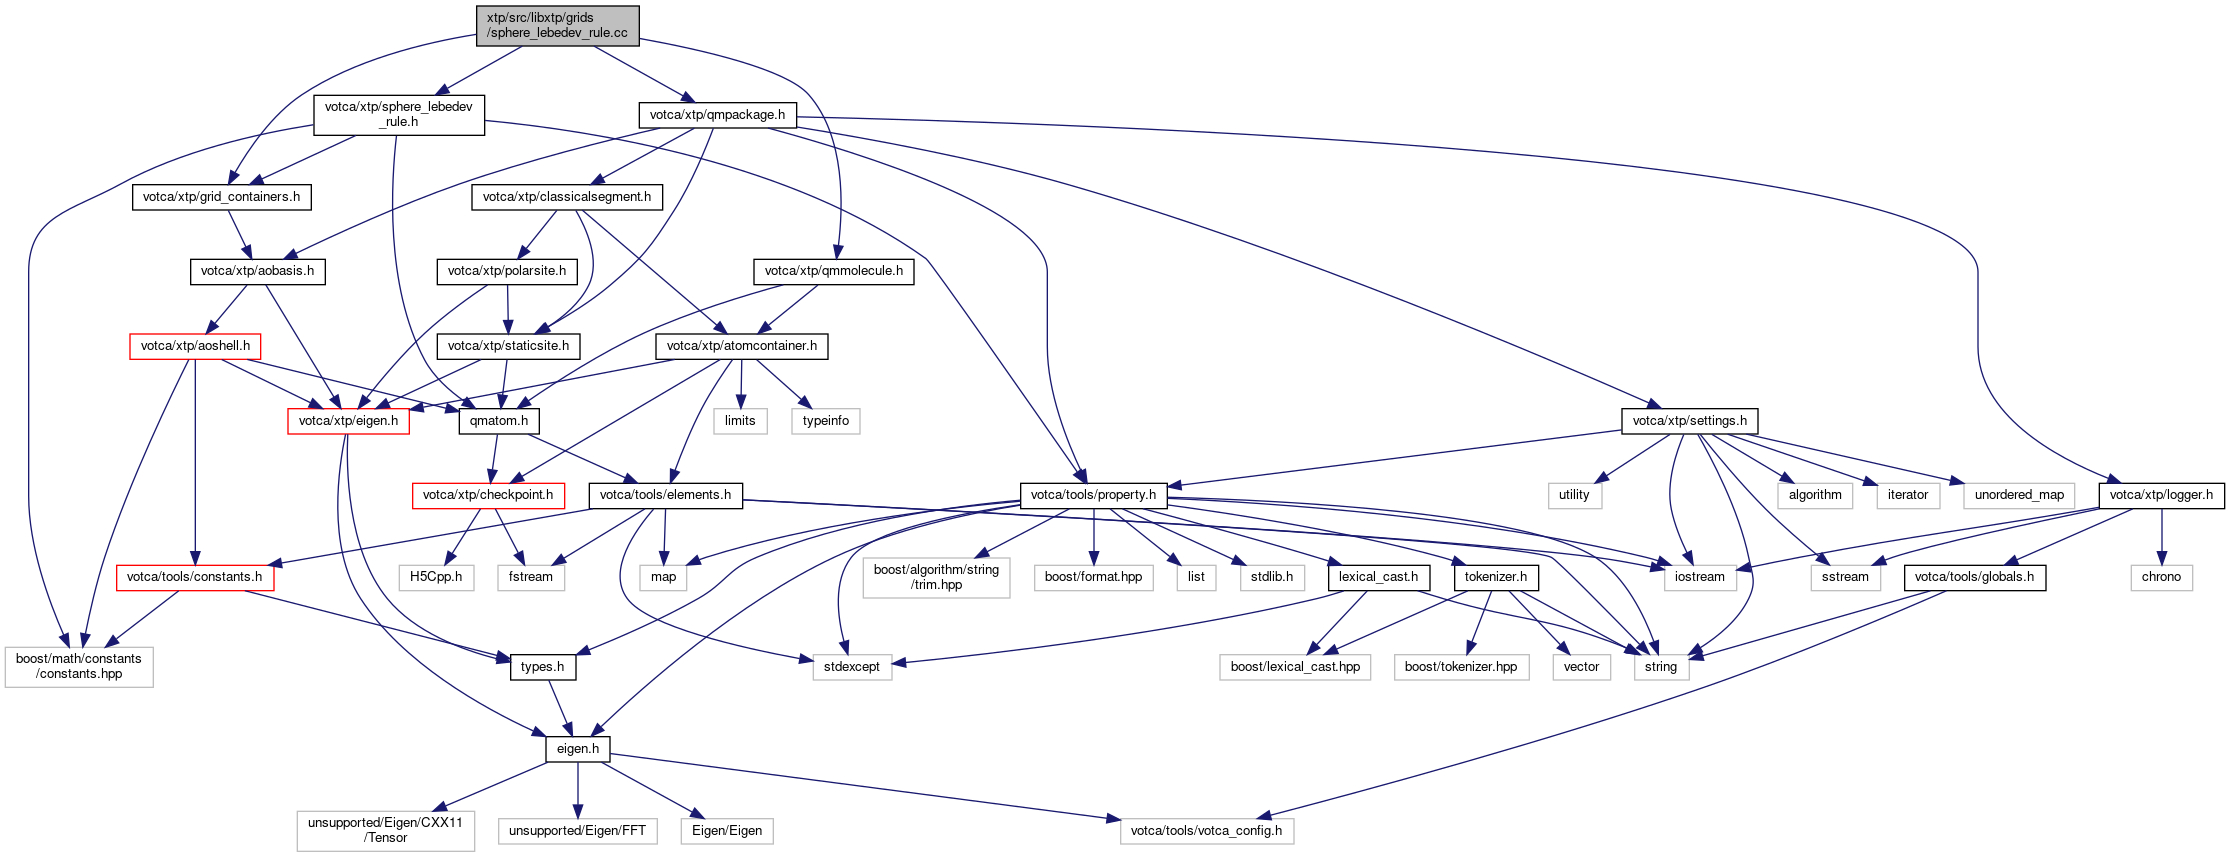 xtp/src/libxtp/grids
/sphere_lebedev_rule.cc
votca/xtp/sphere_lebedev
_rule.h
votca/xtp/qmpackage.h
votca/xtp/grid_containers.h
votca/xtp/classicalsegment.h
votca/xtp/aobasis.h
votca/xtp/polarsite.h
votca/xtp/qmmolecule.h
votca/xtp/aoshell.h
votca/xtp/staticsite.h
votca/xtp/atomcontainer.h
votca/xtp/eigen.h
qmatom.h
limits
typeinfo
votca/xtp/settings.h
votca/xtp/checkpoint.h
votca/tools/elements.h
votca/tools/property.h
utility
algorithm
iterator
unordered_map
votca/xtp/logger.h
votca/tools/constants.h
H5Cpp.h
fstream
map
boost/algorithm/string
/trim.hpp
boost/format.hpp
list
stdlib.h
lexical_cast.h
tokenizer.h
iostream
sstream
votca/tools/globals.h
chrono
boost/math/constants
/constants.hpp
types.h
stdexcept
boost/lexical_cast.hpp
boost/tokenizer.hpp
vector
string
eigen.h
unsupported/Eigen/CXX11
/Tensor
unsupported/Eigen/FFT
Eigen/Eigen
votca/tools/votca_config.h